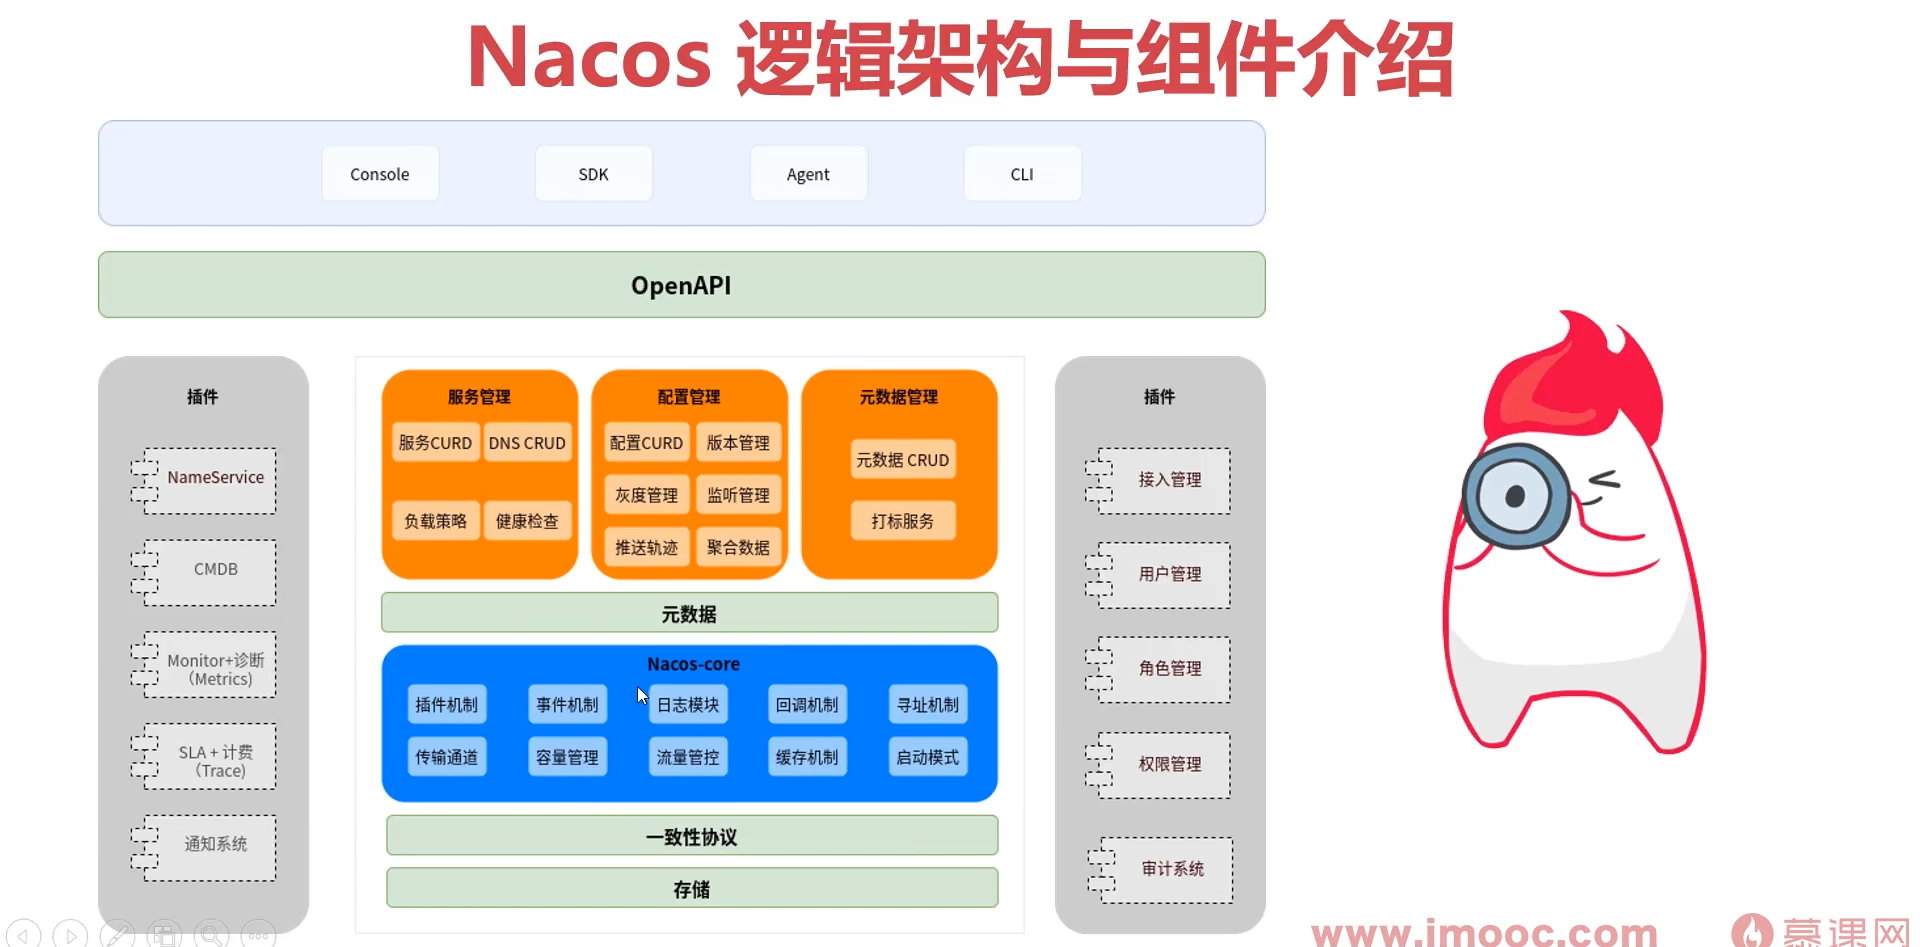 Nacos 逻辑架构与组件介绍
Console
SDK
Agent
CLI
OpenAPI
插件
NameService
CMDB
Monitor+诊断
（Metrics)
SLA + 计费
（Trace)
通知系统
服务管理
服务CURD
DNS CRUD
负载策略
健康检查
配置管理
配置CURD
版本管理
灰度管理
监听管理
推送轨迹
聚合数据
元数据管理
元数据 CRUD
打标服务
元数据
Nacos-core
插件机制
事件机制
日志模块
回调机制
寻址机制
传输通道
容量管理
流量管控
缓存机制
启动模式
一致性协议
存储
插件
接入管理
用户管理
角色管理
权限管理
审计系统
www.imooc.com
慕课网